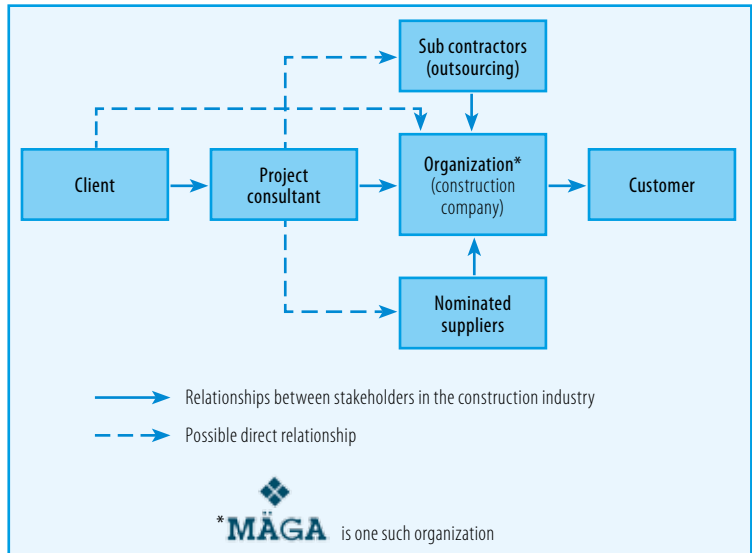 Sub contractors
(outsourcing)
Client
Project
consultant
Organization*
(construction
company)
Customer
Nominated
suppliers
Relationships between stakeholders in the construction industry
Possible direct relationship
*MÄGA is one such organization